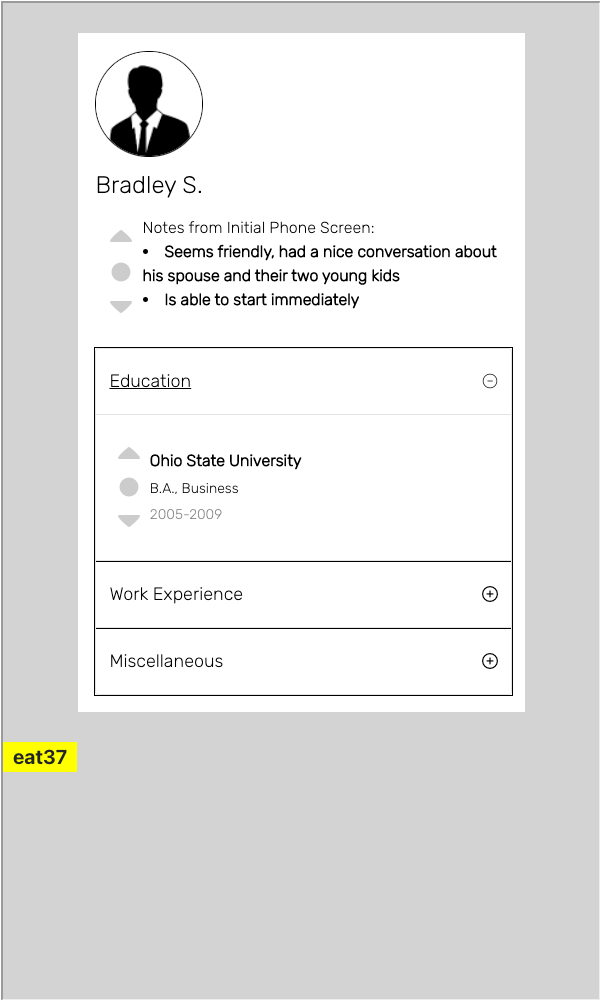 Bradley S.
Notes from Initial Phone Screen:
• Seems friendly, had a nice conversation about
his spouse and their two young kids
• Is able to start immediately
Education
Ohio State University
B.A., Business
2005-2009
Work Experience
Miscellaneous
eat37